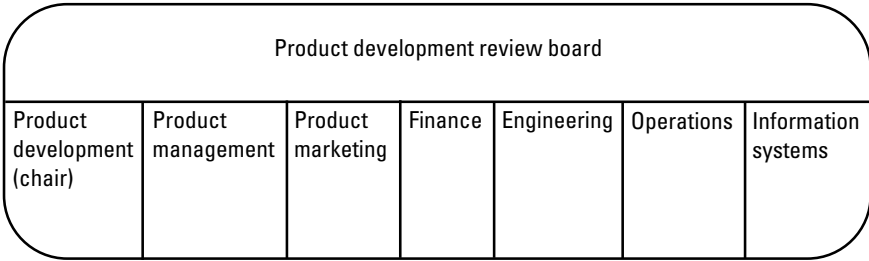 Product development review board
Product
development
(chair)
Product
management
Product
marketing
Finance
Engineering
Operations
Information
systems